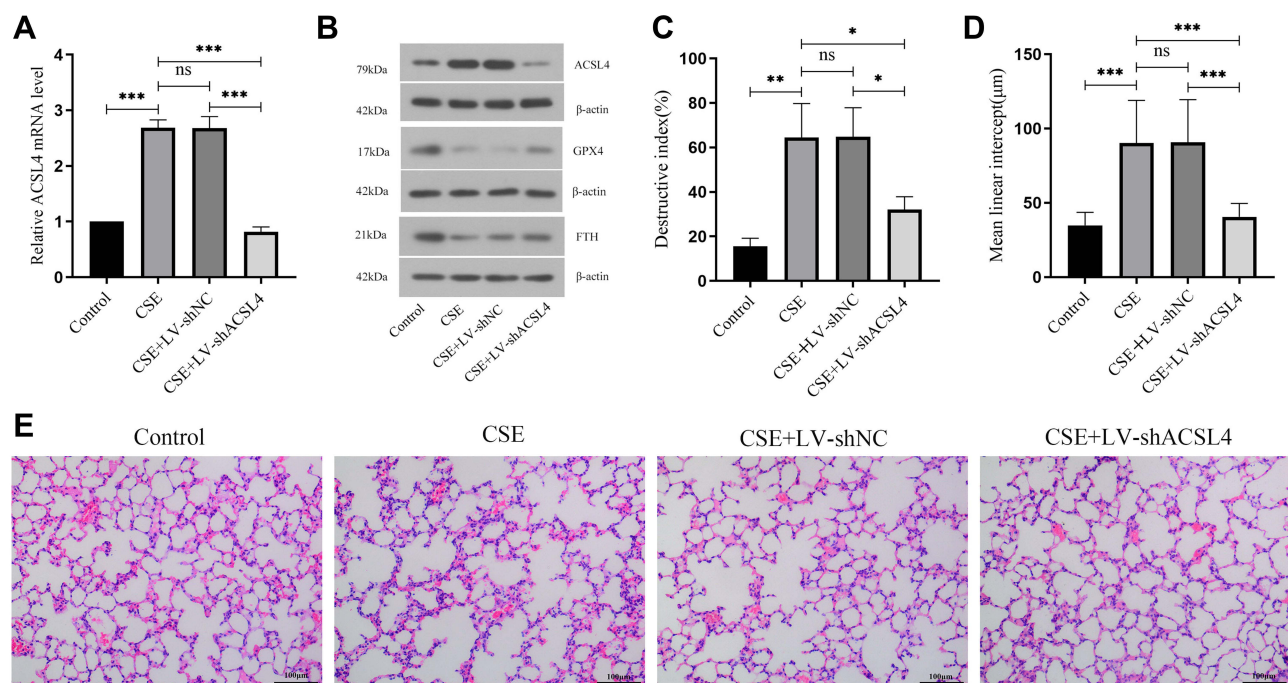 A
Relative ACSL4 mRNA level
4
3
2
1
0
***
ns
***
***
Control
CSE
CSE+LV-shNC
CSE+LV-shACSL4
B
79kDa
ACSL4
42kDa
β-actin
17kDa
GPX4
42kDa
β-actin
21kDa
FTH
42kDa
β-actin
Control
CSE
CSE+LV-shNC
CSE+LV-shACSL4
C
Destructive index(%)
100
80
60
40
20
0
*
ns
**
*
Control
CSE
CSE+LV-shNC
CSE+LV-shACSL4
D
Mean linear intercept(μm)
150
100
50
0
***
ns
***
***
Control
CSE
CSE+LV-shNC
CSE+LV-shACSL4
E
Control
CSE
CSE+LV-shNC
CSE+LV-shACSL4
100μm
100μm
100μm
100μm